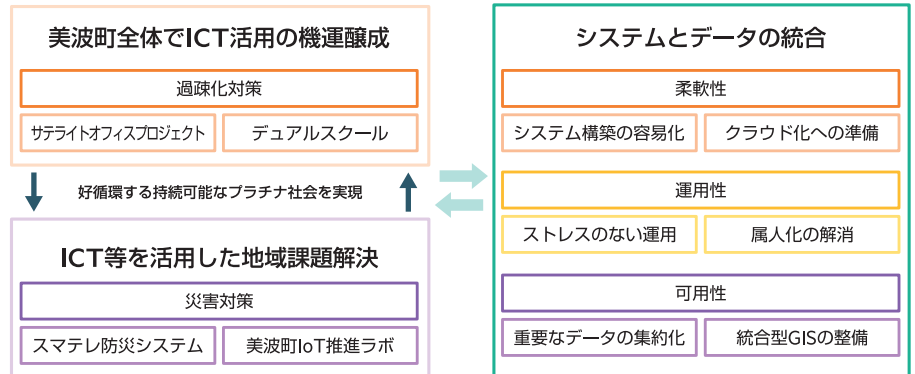 美波町全体でICT活用の機運醸成
過疎化対策
サテライトオフィスプロジェクト
デュアルスクール
好循環する持続可能なプラチナ社会を実現
ICT等を活用した地域課題解決
災害対策
スマテレ防災システム
美波町IoT推進ラボ
システムとデータの統合
柔軟性
システム構築の容易化
クラウド化への準備
運用性
ストレスのない運用
属人化の解消
可用性
重要なデータの集約化
統合型GISの整備